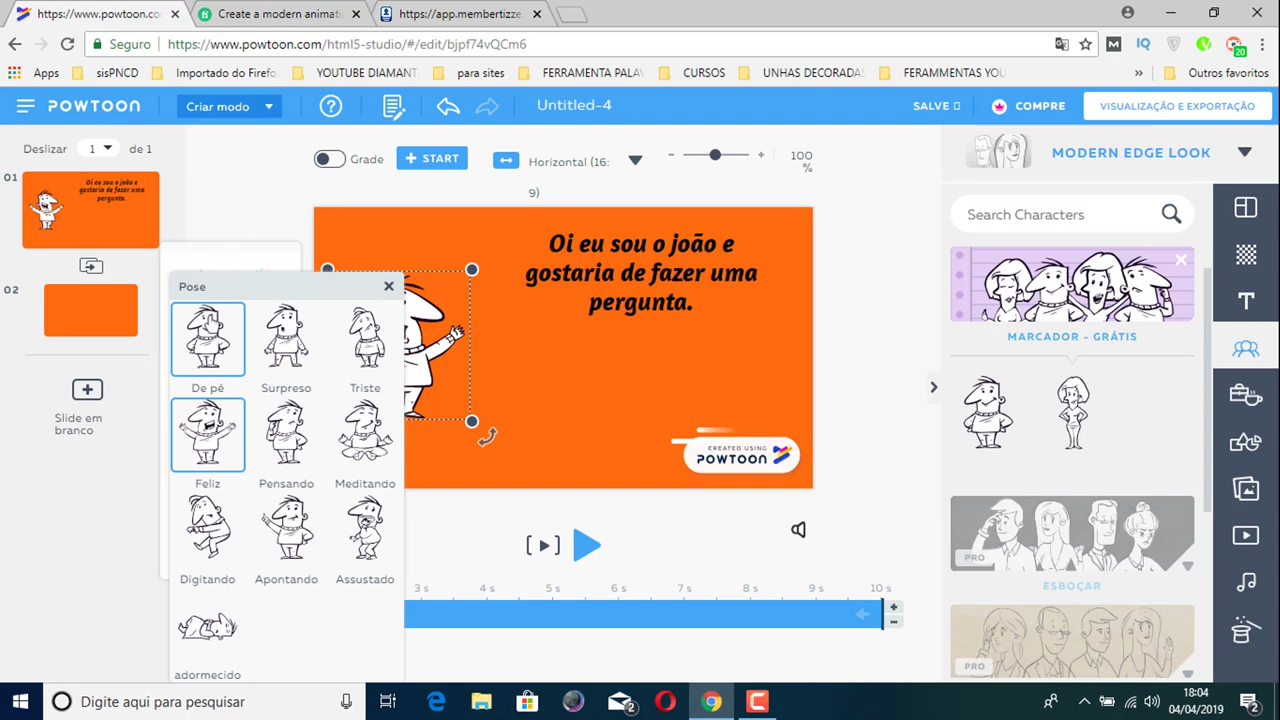 https://www.powtoon.co
Create a modern animati
https://app.membertizze.
Seguro
https://www.powtoon.com/html5-studio/#/edit/bjpf74vQCm6
20
Apps
sisPNCD
Importado do Firefo
YOUTUBE DIAMANT
para sites
FERRAMENTA PALA
CURSOS
UNHAS DECORADAS
FERAMMENTAS YOU
»
Outros favoritos
POWTOON
Criar modo
Untitled-4
SALVE
COMPRE
VISUALIZAÇÃO E EXPORTAÇÃO
Deslizar
1
de 1
Grade
+ START
Horizontal (16:
9)
100
%
MODERN EDGE LOOK
Search Characters
01
Oi eu sou o joão e
gostaria de fazer uma
pergunta.
02
Slide em
branco
Pose
De pé
Surpreso
Triste
Feliz
Pensando
Meditando
Digitando
Apontando
Assustado
adormecido
Oi eu sou o joão e
gostaria de fazer uma
pergunta.
CREATED USING
POWTOON
3 s
4 s
5 s
6 s
7 s
8 s
9 s
10 s
MARCADOR - GRÁTIS
PRO
ESBOÇAR
PRO
Digite aqui para pesquisar
2
18:04
04/04/2019
2